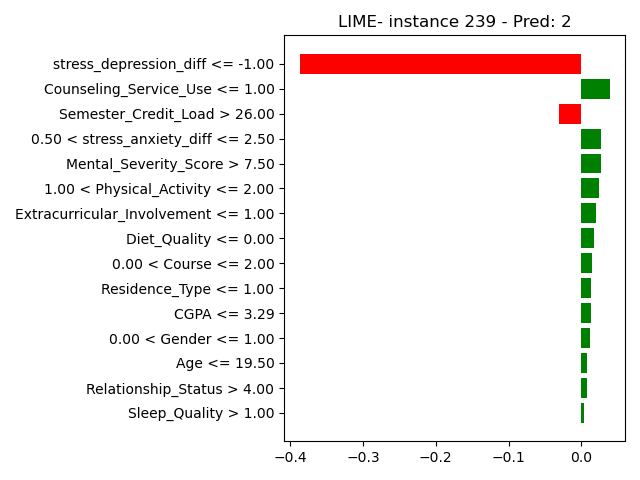 LIME- instance 239 - Pred: 2
stress_depression_diff <= -1.00
Counseling_Service_Use <= 1.00
Semester_Credit_Load > 26.00
0.50 < stress_anxiety_diff <= 2.50
Mental_Severity_Score > 7.50
1.00 < Physical_Activity <= 2.00
Extracurricular_Involvement <= 1.00
Diet_Quality <= 0.00
0.00 < Course <= 2.00
Residence_Type <= 1.00
CGPA <= 3.29
0.00 < Gender <= 1.00
Age <= 19.50
Relationship_Status > 4.00
Sleep_Quality > 1.00
−0.4 −0.3 −0.2 −0.1 0.0